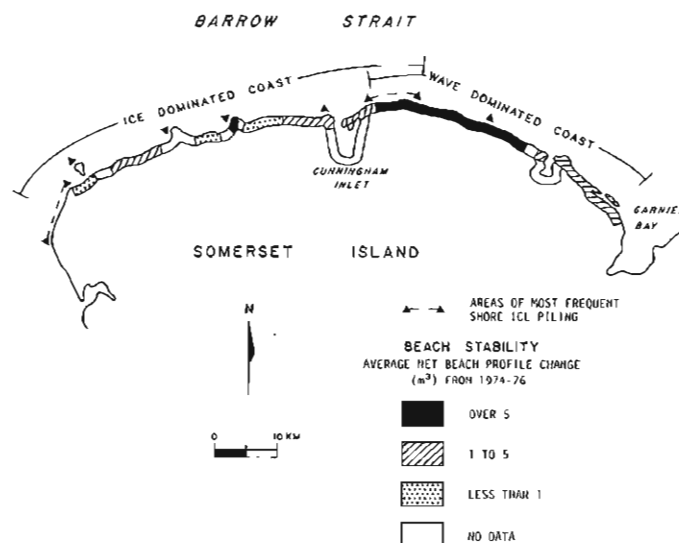 BARROW STRAIT
ICE DOMINATED COAST
WAVE DOMINATED COAST
CUNNINGHAM
INLET
GARNIER
BAY
SOMERSET ISLAND
N
AREAS OF MOST FREQUENT
SHORE ICE PILING
BEACH STABILITY
AVERAGE NET BEACH PROFILE CHANGE
(m³) FROM 1974-76
0 10 KM
OVER 5
1 TO 5
LESS THAN 1
NO DATA